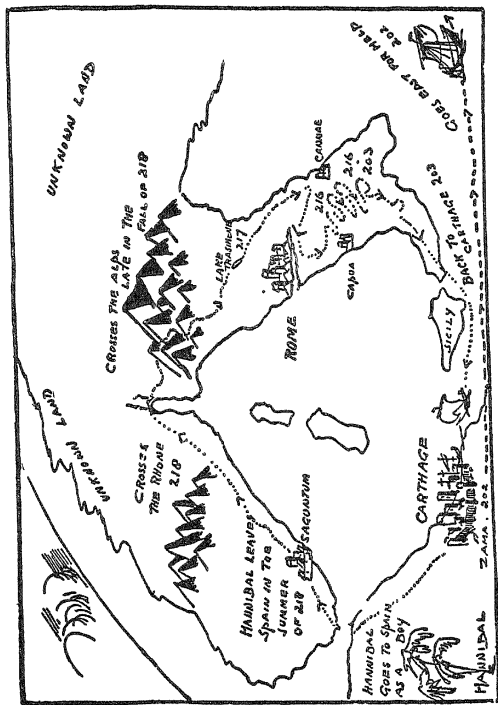 UNKNOWN LAND
UNKNOWN LAND
CROSSES THE ALPS
LATE IN THE
FALL OF 218
CROSSES
THE RHONE
218
HANNIBAL LEAVES
SPAIN IN THE
SUMMER
OF 218
SAGUNTUM
LAKE
TRASIMENE
217
ROME
CANNAE
216
216
203
CAPUA
SICILY
BACK TO
CARTHAGE 203
GOES EAST FOR HELP
202
CARTHAGE
ZAMA. 202
HANNIBAL
GOES TO SPAIN
AS A BOY
HANNIBAL